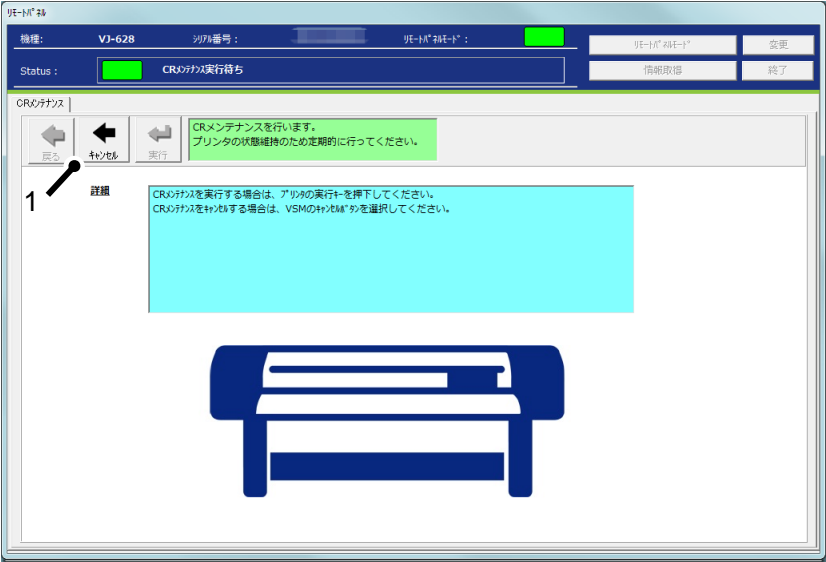 ﾘﾓｰﾄﾊﾟﾈﾙ
機種: VJ-628 ｼﾘｱﾙ番号： ﾘﾓｰﾄﾊﾟﾈﾙﾓｰﾄﾞ： ﾘﾓｰﾄﾊﾟﾈﾙﾓｰﾄﾞ 変更
Status： CRﾒﾝﾃﾅﾝｽ実行待ち 情報取得 終了
CRﾒﾝﾃﾅﾝｽ
戻る ｷｬﾝｾﾙ 実行
CRメンテナンスを行います。
プリンタの状態維持のため定期的に行ってください。
1
詳細
CRﾒﾝﾃﾅﾝｽを実行する場合は、ﾌﾟﾘﾝﾀの実行ｷｰを押下してください。
CRﾒﾝﾃﾅﾝｽをｷｬﾝｾﾙする場合は、VSMのｷｬﾝｾﾙﾎﾞﾀﾝを選択してください。